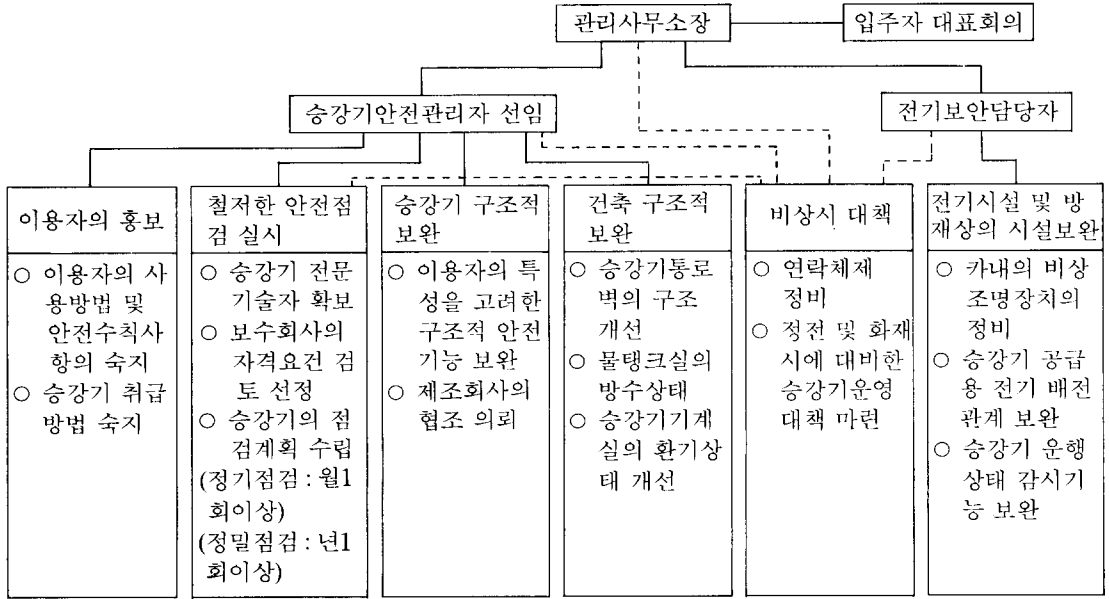 관리사무소장
입주자 대표회의
승강기안전관리자 선임
전기보안담당자
이용자의 홍보
○ 이용자의 사
용방법 및
안전수칙사
항의 숙지
○ 승강기 취급
방법 숙지
철저한 안전점
검 실시
○ 승강기 전문
기술자 확보
○ 보수회사의
자격요건 검
토 선정
○ 승강기의 점
검계획 수립
(정기점검 : 월1
회이상)
(정밀점검 : 년1
회이상)
승강기 구조적
보완
○ 이용자의 특
성을 고려한
구조적 안전
기능 보완
○ 제조회사의
협조 의뢰
건축 구조적
보완
○ 승강기통로
벽의 구조
개선
○ 물탱크실의
방수상태
○ 승강기기계
실의 환기상
태 개선
비상시 대책
○ 연락체제
정비
○ 정전 및 화재
시에 대비한
승강기운영
대책 마련
전기시설 및 방
재상의 시설보완
○ 카내의 비상
조명장치의
정비
○ 승강기 공급
용 전기 배전
관계 보완
○ 승강기 운행
상태 감시기
능 보완